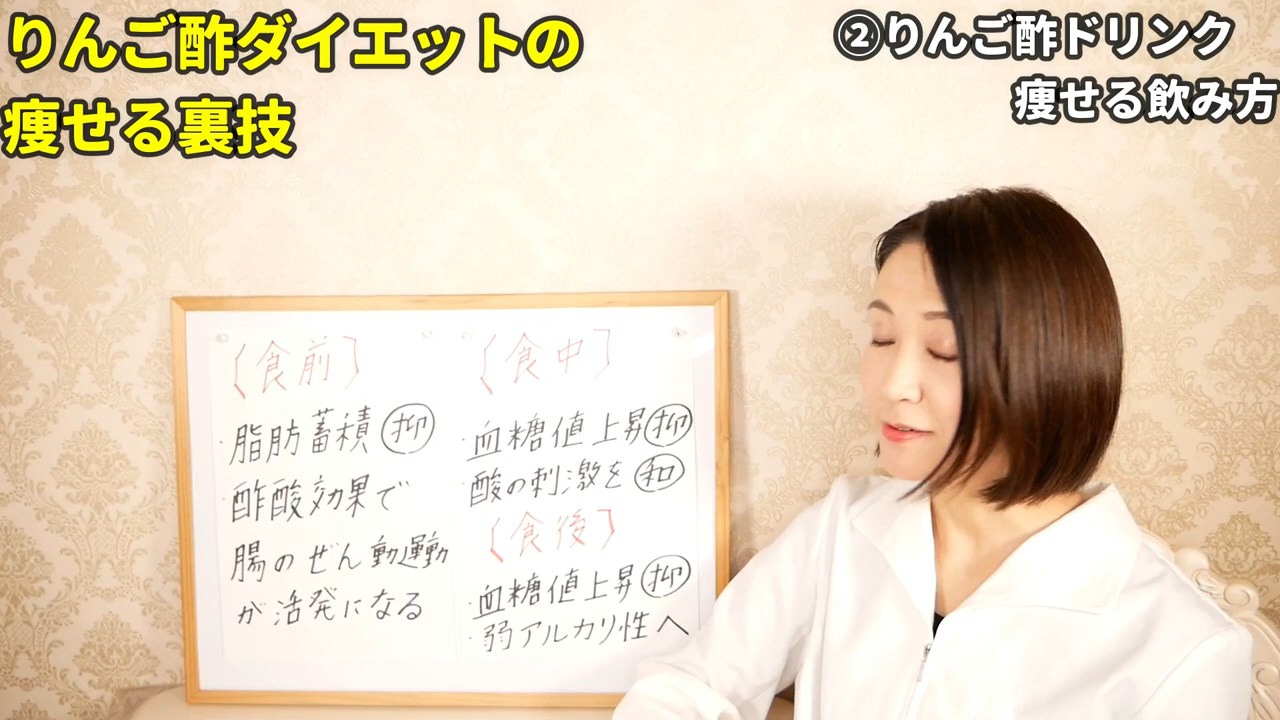 りんご酢ダイエットの
痩せる裏技
②りんご酢ドリンク
痩せる飲み方
〔食前〕
・脂肪蓄積㊥抑
酢酸効果で
腸のぜん動運動
が活発になる
〔食中〕
・血糖値上昇抑
酸の刺激を和
〔食後〕
・血糖値上昇抑
・弱アルカリ性へ